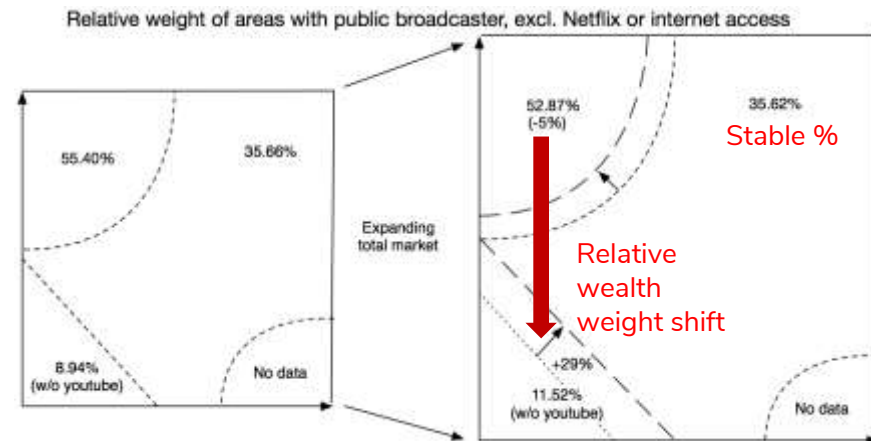 Relative weight of areas with public broadcaster, excl. Netflix or internet access
55.40%
35.66%
8.94%
(w/o youtube)
No data
Expanding
total market
52.87%
(-5%)
35.62%
Stable %
Relative
wealth
weight shift
+29%
11.52%
(w/o youtube)
No data